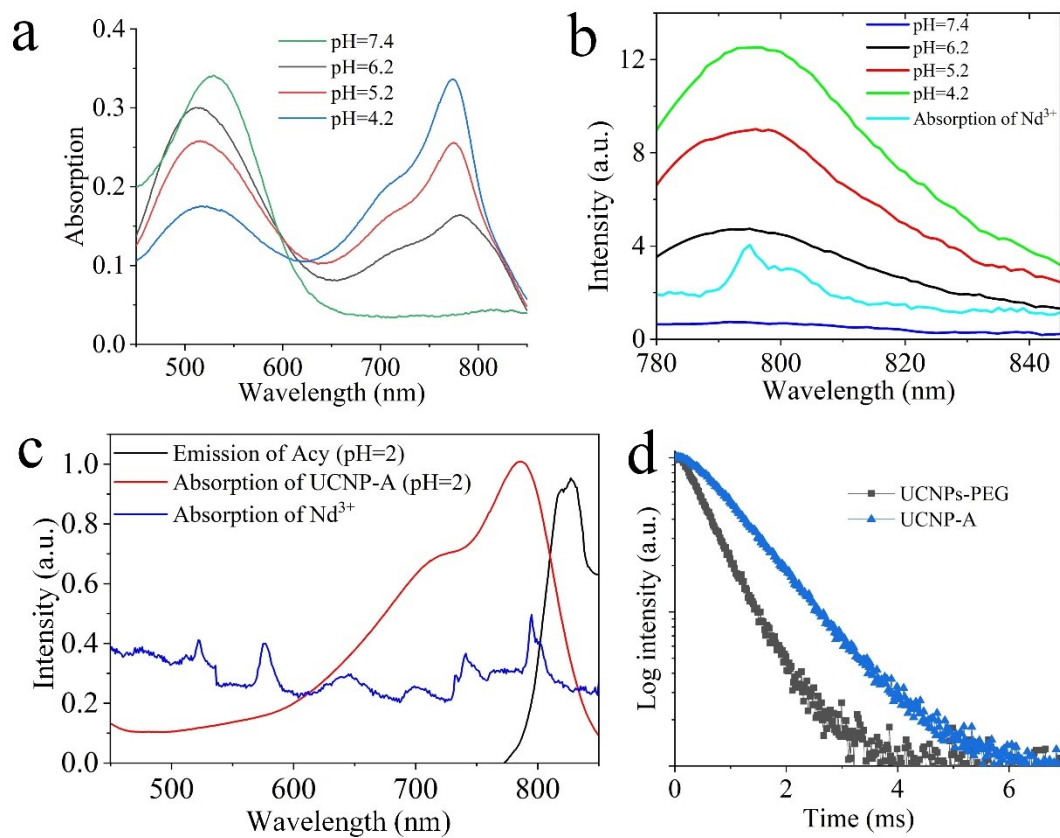 a
0.4
0.3
0.2
0.1
0.0
Absorption
pH=7.4
pH=6.2
pH=5.2
pH=4.2
500
600
700
800
Wavelength (nm)
b
12
8
4
0
Intensity (a.u.)
pH=7.4
pH=6.2
pH=5.2
pH=4.2
Absorption of Nd³⁺
780
800
820
840
Wavelength (nm)
c
1.0
0.8
0.6
0.4
0.2
0.0
Intensity (a.u.)
Emission of Acy (pH=2)
Absorption of UCNP-A (pH=2)
Absorption of Nd³⁺
500
600
700
800
Wavelength (nm)
d
Log intensity (a.u.)
UCNPs-PEG
UCNP-A
0
2
4
6
Time (ms)